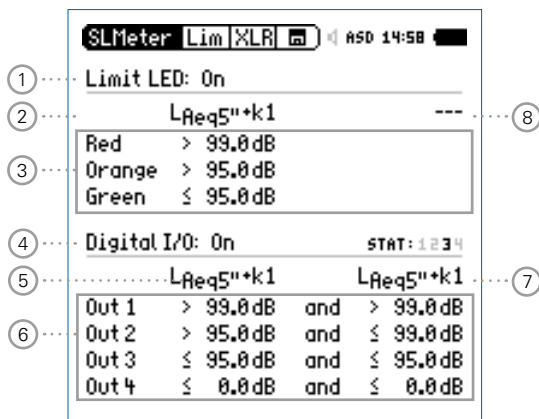 SLMeter Lim XLR ASD 14:58
1 Limit LED: On
2 LAeq5"+k1 --- 8
Red > 99.0dB
3 Orange > 95.0dB
Green ≤ 95.0dB
4 Digital I/O: On STAT: 1234
5 LAeq5"+k1 LAeq5"+k1 7
Out 1 > 99.0dB and > 99.0dB
6 Out 2 > 95.0dB and ≤ 99.0dB
Out 3 ≤ 95.0dB and ≤ 95.0dB
Out 4 ≤ 0.0dB and ≤ 0.0dB